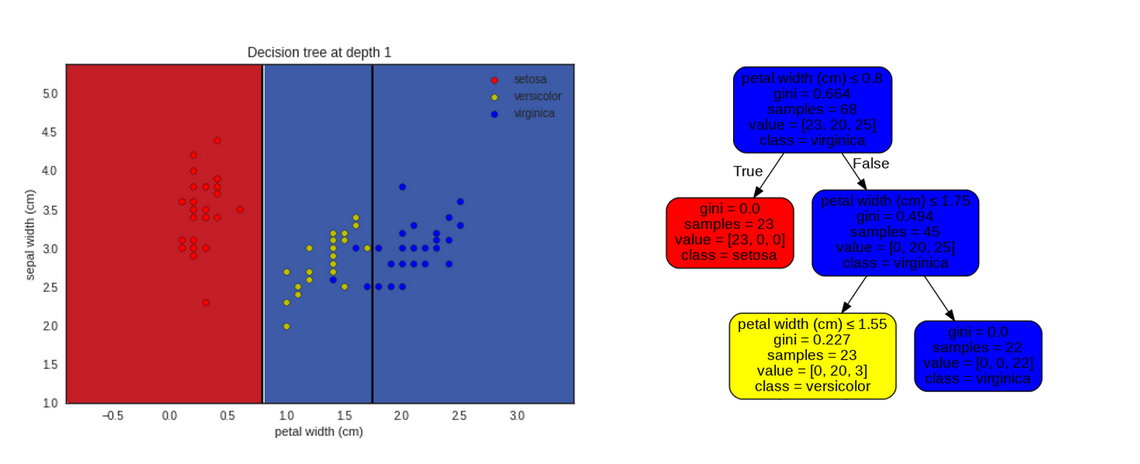 Decision tree at depth 1
setosa
versicolor
virginica
5.0
4.5
4.0
3.5
3.0
2.5
2.0
1.5
1.0
sepal width (cm)
−0.5 0.0 0.5 1.0 1.5 2.0 2.5 3.0
petal width (cm)
petal width (cm) ≤ 0.8
gini = 0.664
samples = 68
value = [23, 20, 25]
class = virginica
True
False
gini = 0.0
samples = 23
value = [23, 0, 0]
class = setosa
petal width (cm) ≤ 1.75
gini = 0.494
samples = 45
value = [0, 20, 25]
class = virginica
petal width (cm) ≤ 1.55
gini = 0.227
samples = 23
value = [0, 20, 3]
class = versicolor
gini = 0.0
samples = 22
value = [0, 0, 22]
class = virginica